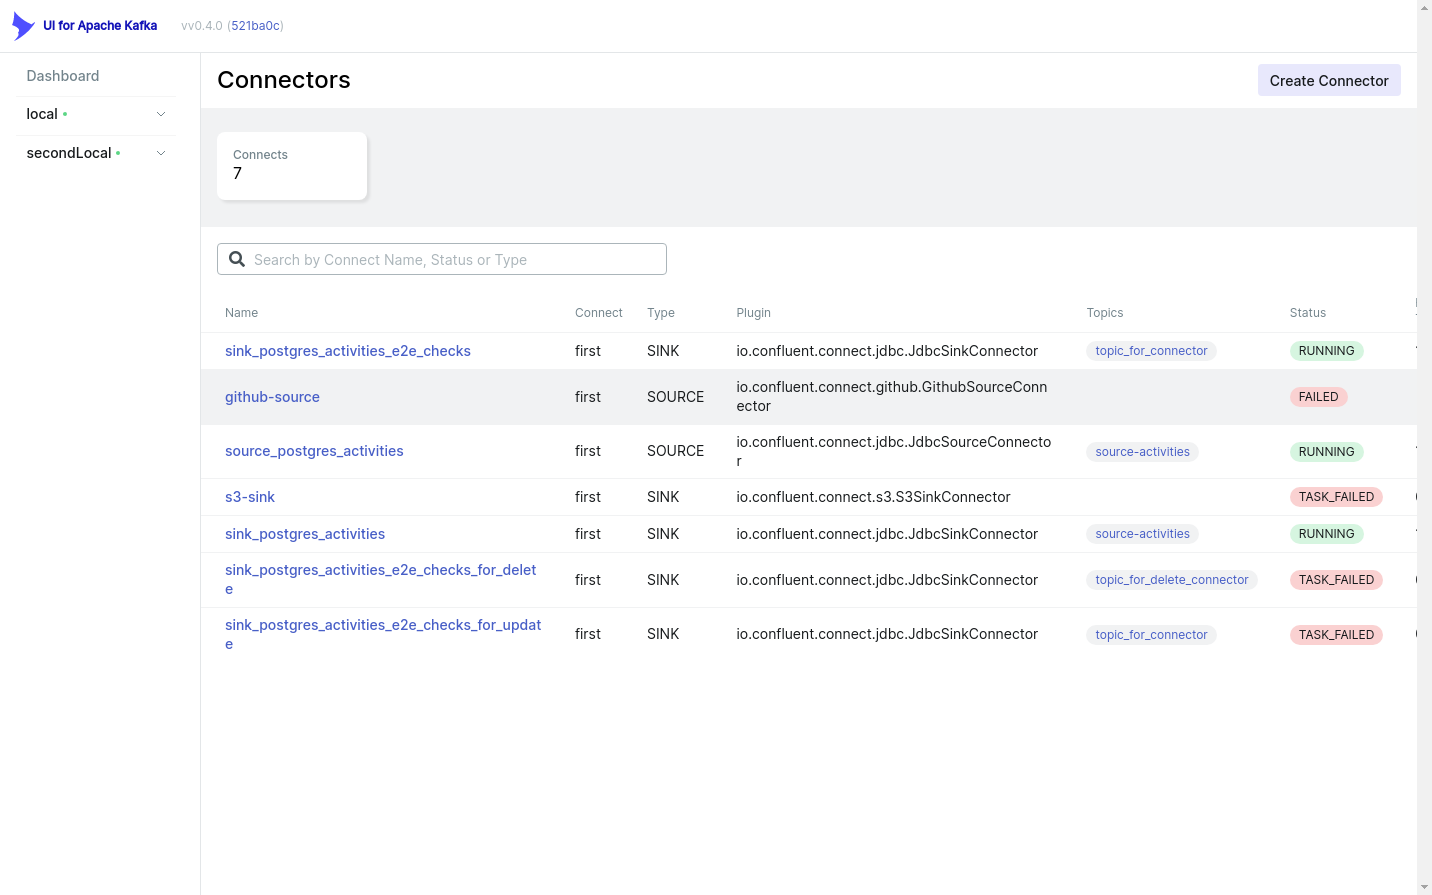 UI for Apache Kafka vv0.4.0 (521ba0c)
Dashboard
local
secondLocal
Connectors
Create Connector
Connects
7
Search by Connect Name, Status or Type
Name Connect Type Plugin Topics Status
sink_postgres_activities_e2e_checks first SINK io.confluent.connect.jdbc.JdbcSinkConnector topic_for_connector RUNNING
github-source first SOURCE io.confluent.connect.github.GithubSourceConn
ector FAILED
source_postgres_activities first SOURCE io.confluent.connect.jdbc.JdbcSourceConnecto
r source-activities RUNNING
s3-sink first SINK io.confluent.connect.s3.S3SinkConnector TASK_FAILED
sink_postgres_activities first SINK io.confluent.connect.jdbc.JdbcSinkConnector source-activities RUNNING
sink_postgres_activities_e2e_checks_for_delet
e first SINK io.confluent.connect.jdbc.JdbcSinkConnector topic_for_delete_connector TASK_FAILED
sink_postgres_activities_e2e_checks_for_updat
e first SINK io.confluent.connect.jdbc.JdbcSinkConnector topic_for_connector TASK_FAILED